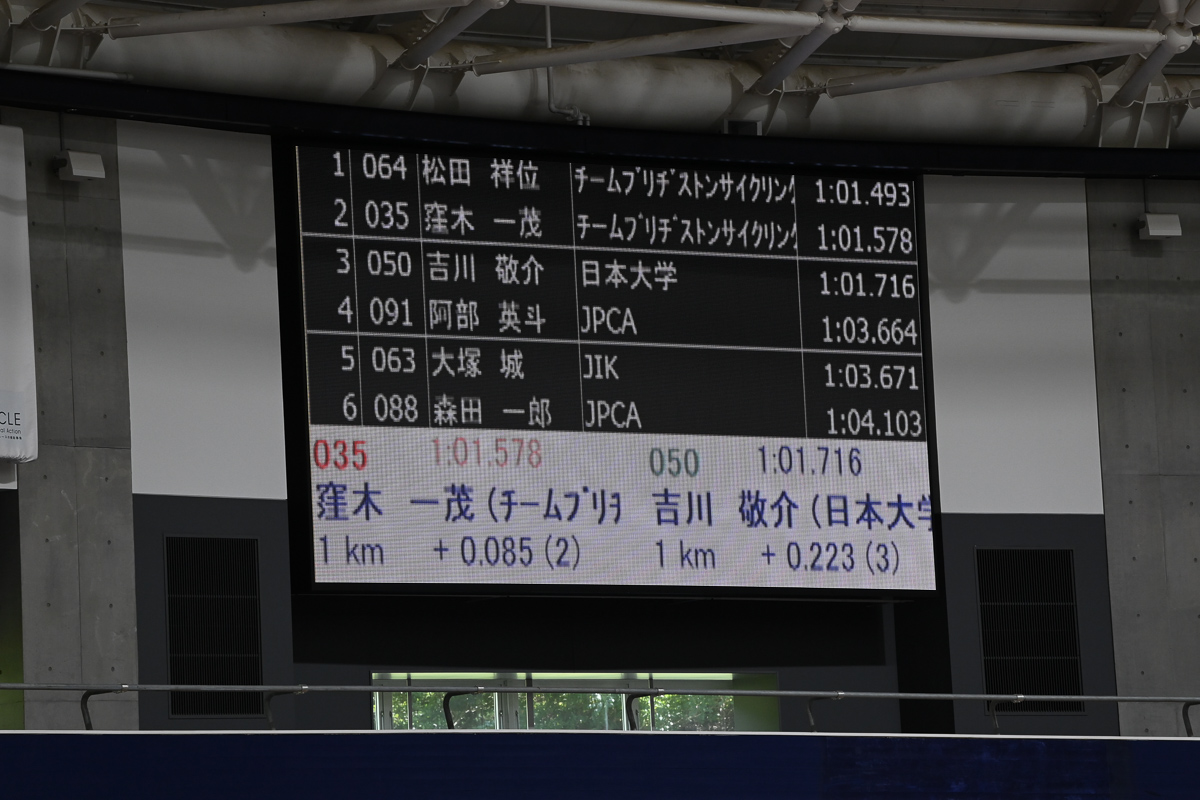 1 064 松田 祥位 チームブリヂストンサイクリング 1:01.493
2 035 窪木 一茂 チームブリヂストンサイクリング 1:01.578
3 050 吉川 敬介 日本大学 1:01.716
4 091 阿部 英斗 JPCA 1:03.664
5 063 大塚 城 JIK 1:03.671
6 088 森田 一郎 JPCA 1:04.103
035 1:01.578 050 1:01.716
窪木 一茂 (チームブリヲ 吉川 敬介 (日本大学
1 km + 0.085 (2) 1 km + 0.223 (3)
CLE